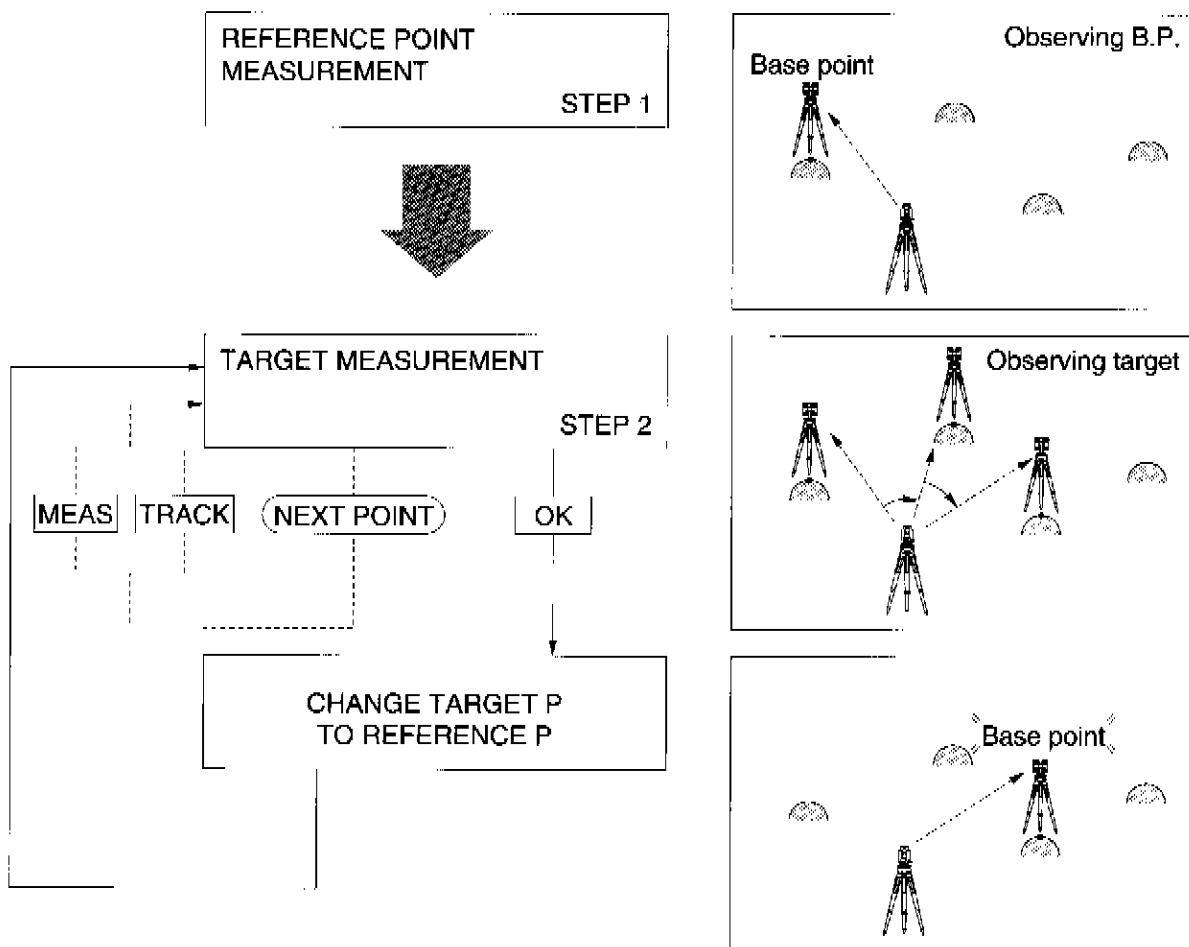 REFERENCE POINT
MEASUREMENT
STEP 1
Observing B.P.
Base point
TARGET MEASUREMENT
STEP 2
Observing target
MEAS
TRACK
NEXT POINT
OK
CHANGE TARGET P
TO REFERENCE P
Base point